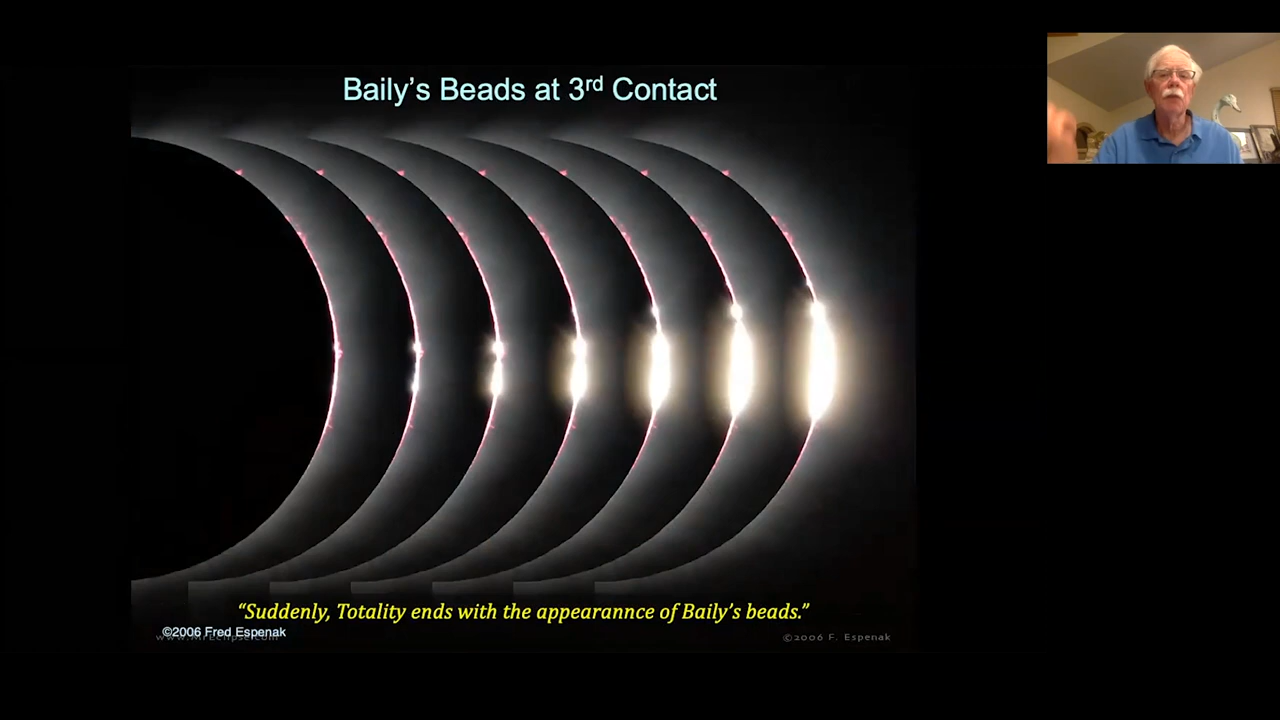 Baily’s Beads at 3rd Contact
“Suddenly, Totality ends with the appearannce of Baily’s beads.”
©2006 Fred Espenak
©2006 F. Espenak